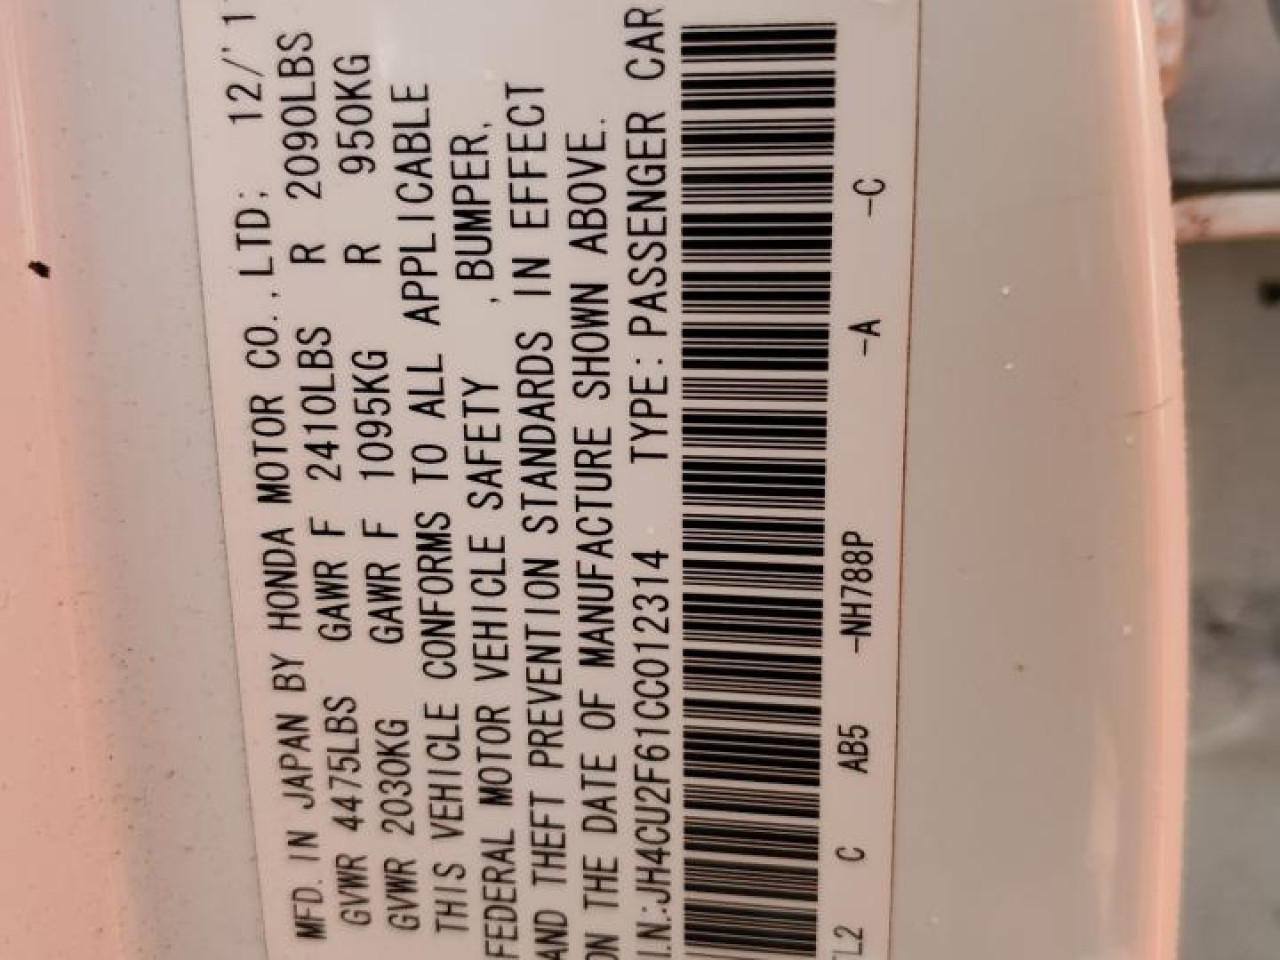 MFD. IN JAPAN BY HONDA MOTOR CO., LTD; 12/'1
GVWR 4475LBS GAWR F 2410LBS R 2090LBS
GVWR 2030KG GAWR F 1095KG R 950KG
THIS VEHICLE CONFORMS TO ALL APPLICABLE
FEDERAL MOTOR VEHICLE SAFETY ,BUMPER,
AND THEFT PREVENTION STANDARDS IN EFFECT
ON THE DATE OF MANUFACTURE SHOWN ABOVE.
I.N.:JH4CU2F61CC012314 TYPE: PASSENGER CAR
TL2 C AB5 -NH788P -A -C